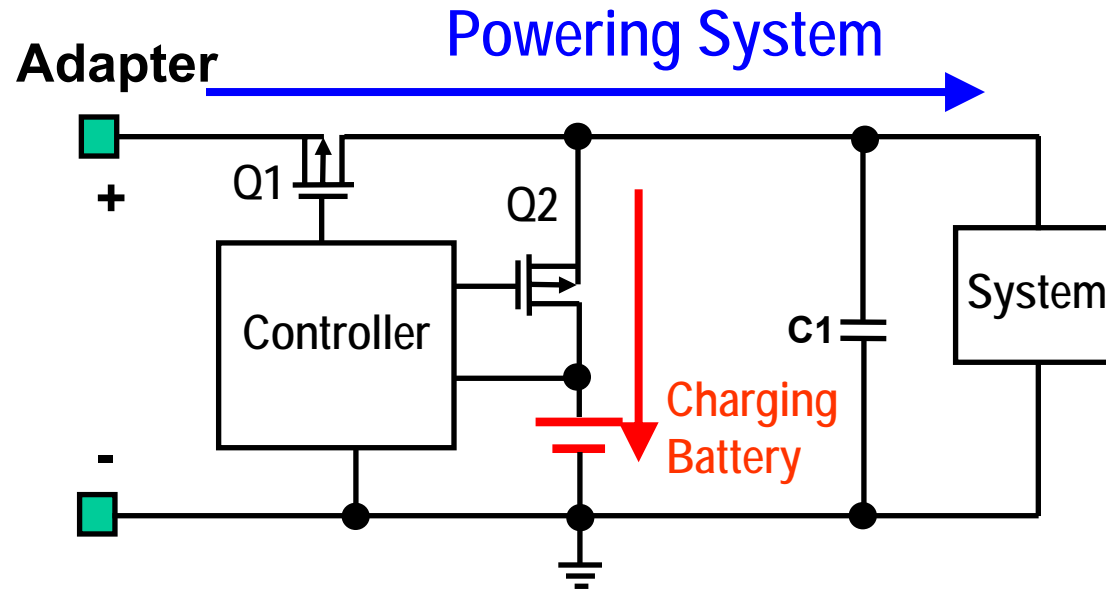 Powering System
Adapter
+
Q1
Q2
Controller
System
C1
Charging
Battery
-